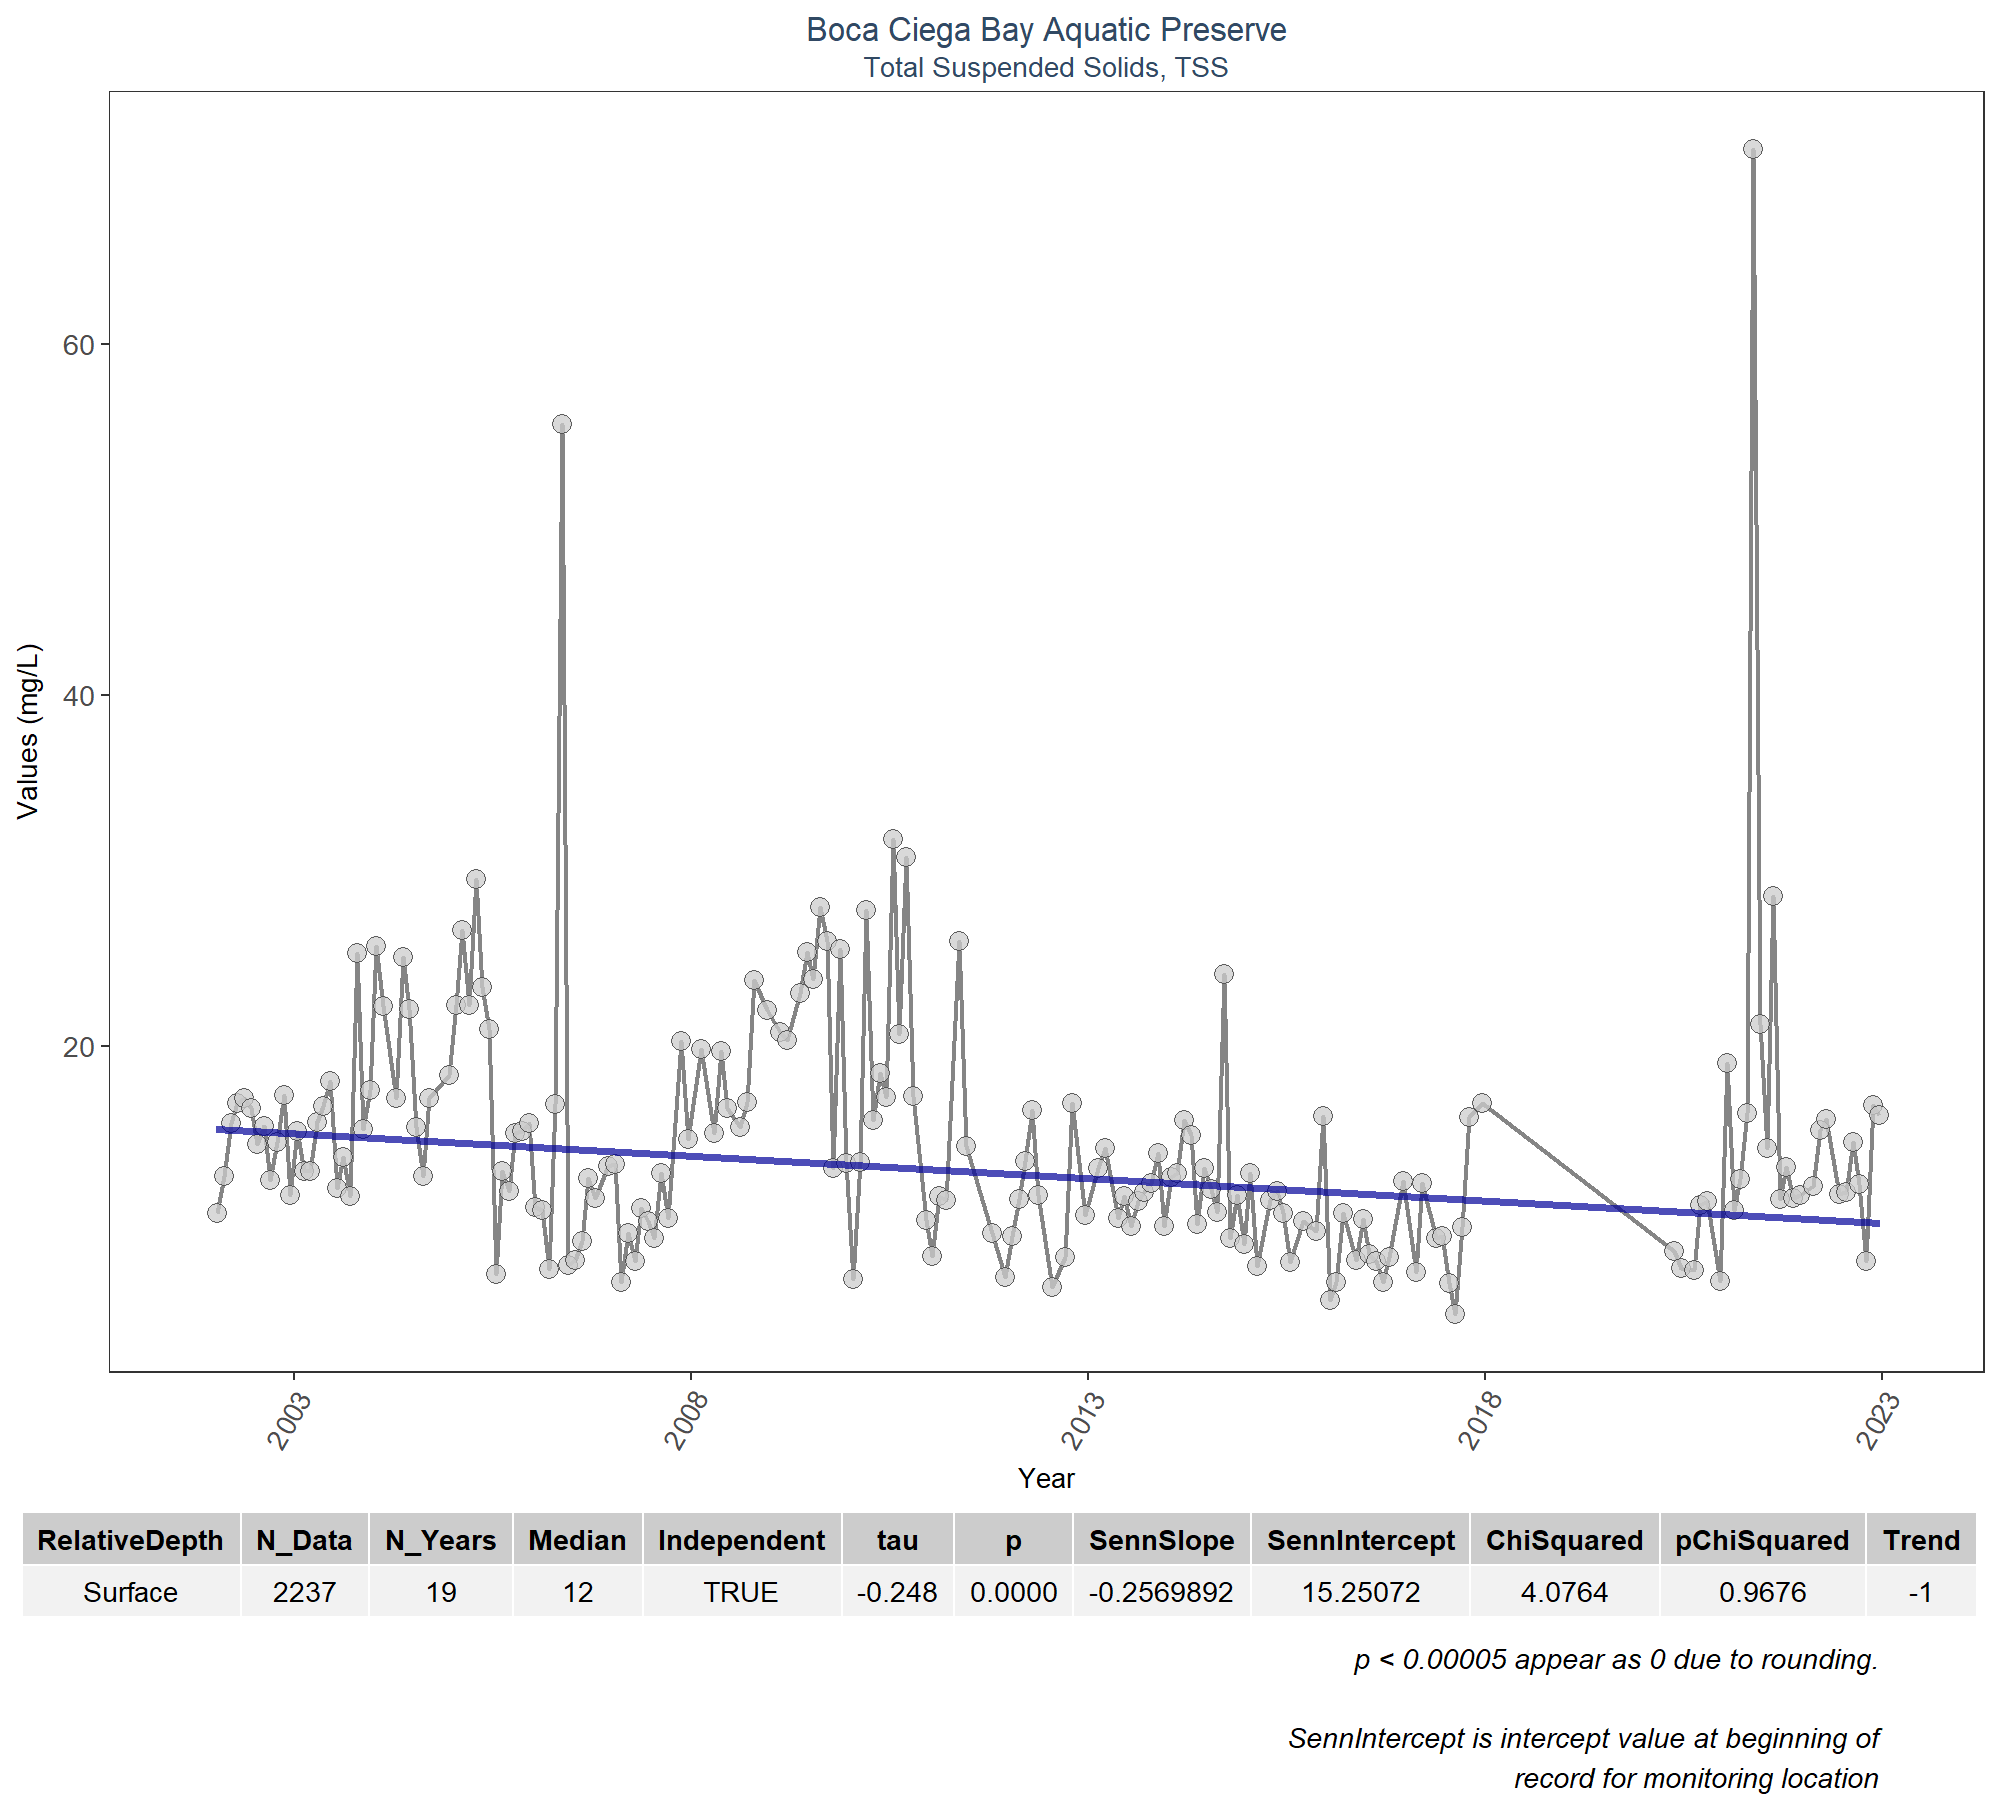 Boca Ciega Bay Aquatic Preserve
Total Suspended Solids, TSS
Values (mg/L)
60
40
20
2003
2008
2013
2018
2023
Year
RelativeDepth N_Data N_Years Median Independent tau p SennSlope SennIntercept ChiSquared pChiSquared Trend
Surface 2237 19 12 TRUE -0.248 0.0000 -0.2569892 15.25072 4.0764 0.9676 -1
p < 0.00005 appear as 0 due to rounding.
SennIntercept is intercept value at beginning of
record for monitoring location